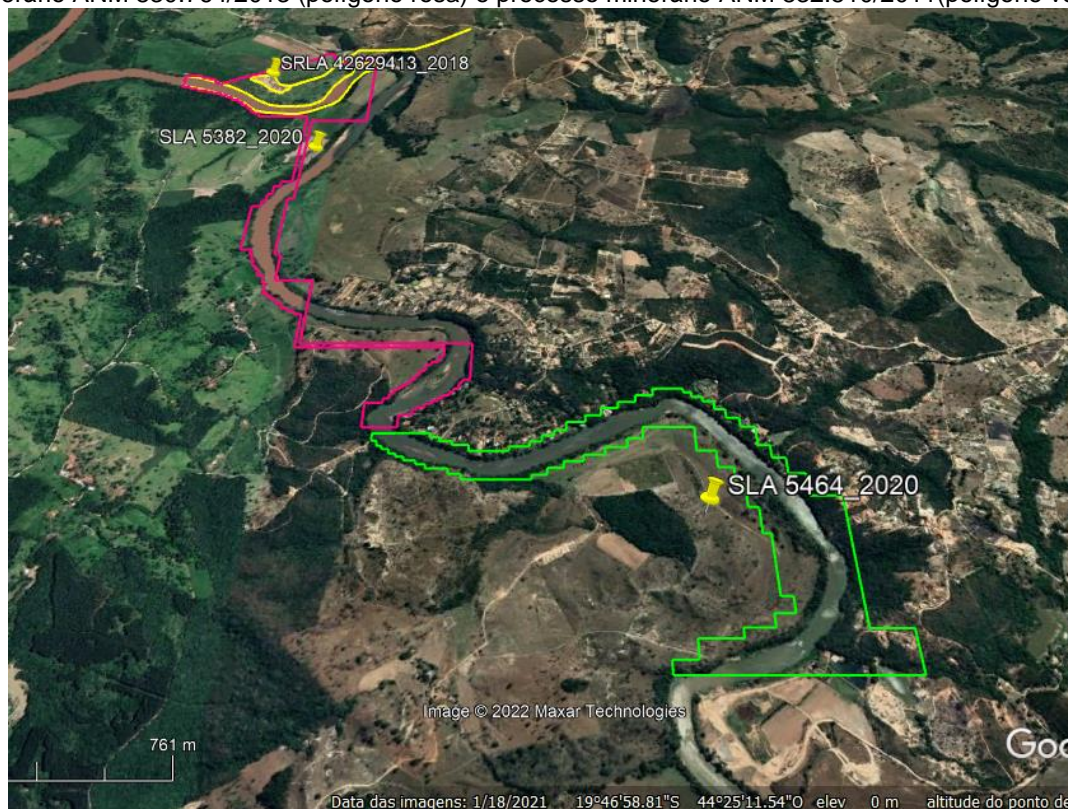 SRLA 42629413_2018
SLA 5382_2020
SLA 5464_2020
Image © 2022 Maxar Technologies
761 m
Data das imagens: 1/18/2021 19°46'58.81"S 44°25'11.54"O elev 0 m altitude do ponto de